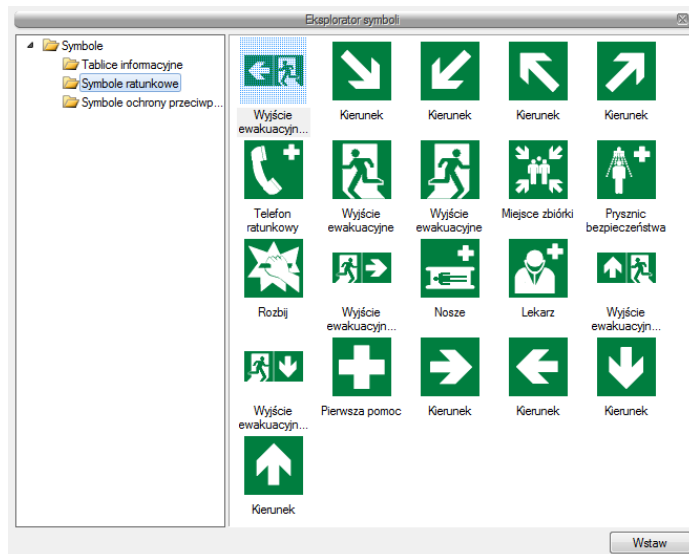 Eksplorator symboli
Symbole
Tablice informacyjne
Symbole ratunkowe
Symbole ochrony przeciwp...
Wyjście
ewakuacyjn...
Kierunek
Kierunek
Kierunek
Kierunek
Telefon
ratunkowy
Wyjście
ewakuacyjne
Wyjście
ewakuacyjne
Miejsce zbiórki
Prysznic
bezpieczeństwa
Rozbij
Wyjście
ewakuacyjn...
Nosze
Lekarz
Wyjście
ewakuacyjn...
Wyjście
ewakuacyjn...
Pierwsza pomoc
Kierunek
Kierunek
Kierunek
Kierunek
Wstaw